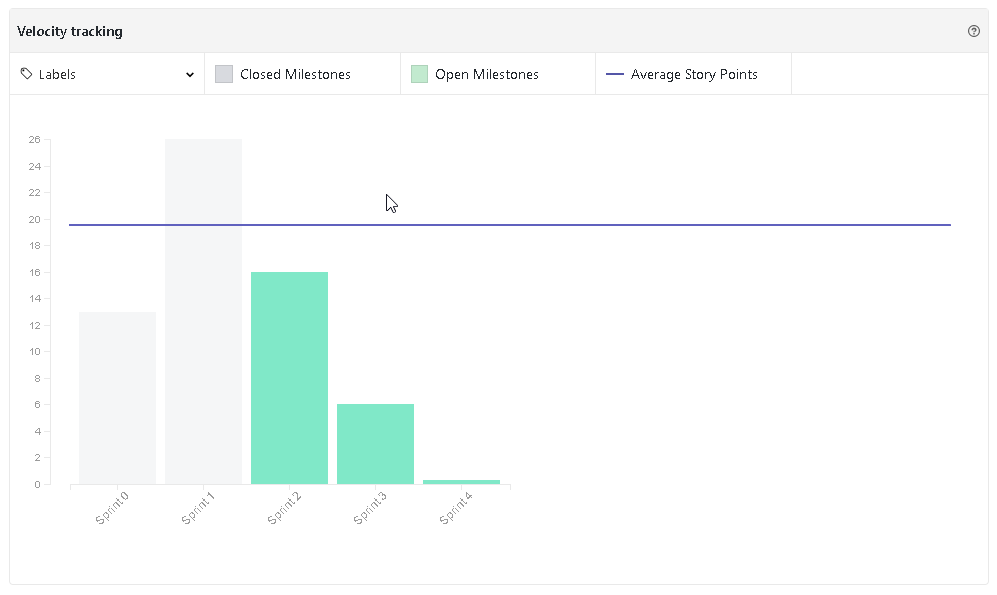 Velocity tracking
Labels
Closed Milestones
Open Milestones
Average Story Points
26
24
22
20
18
16
14
12
10
8
6
4
2
0
Sprint 0
Sprint 1
Sprint 2
Sprint 3
Sprint 4